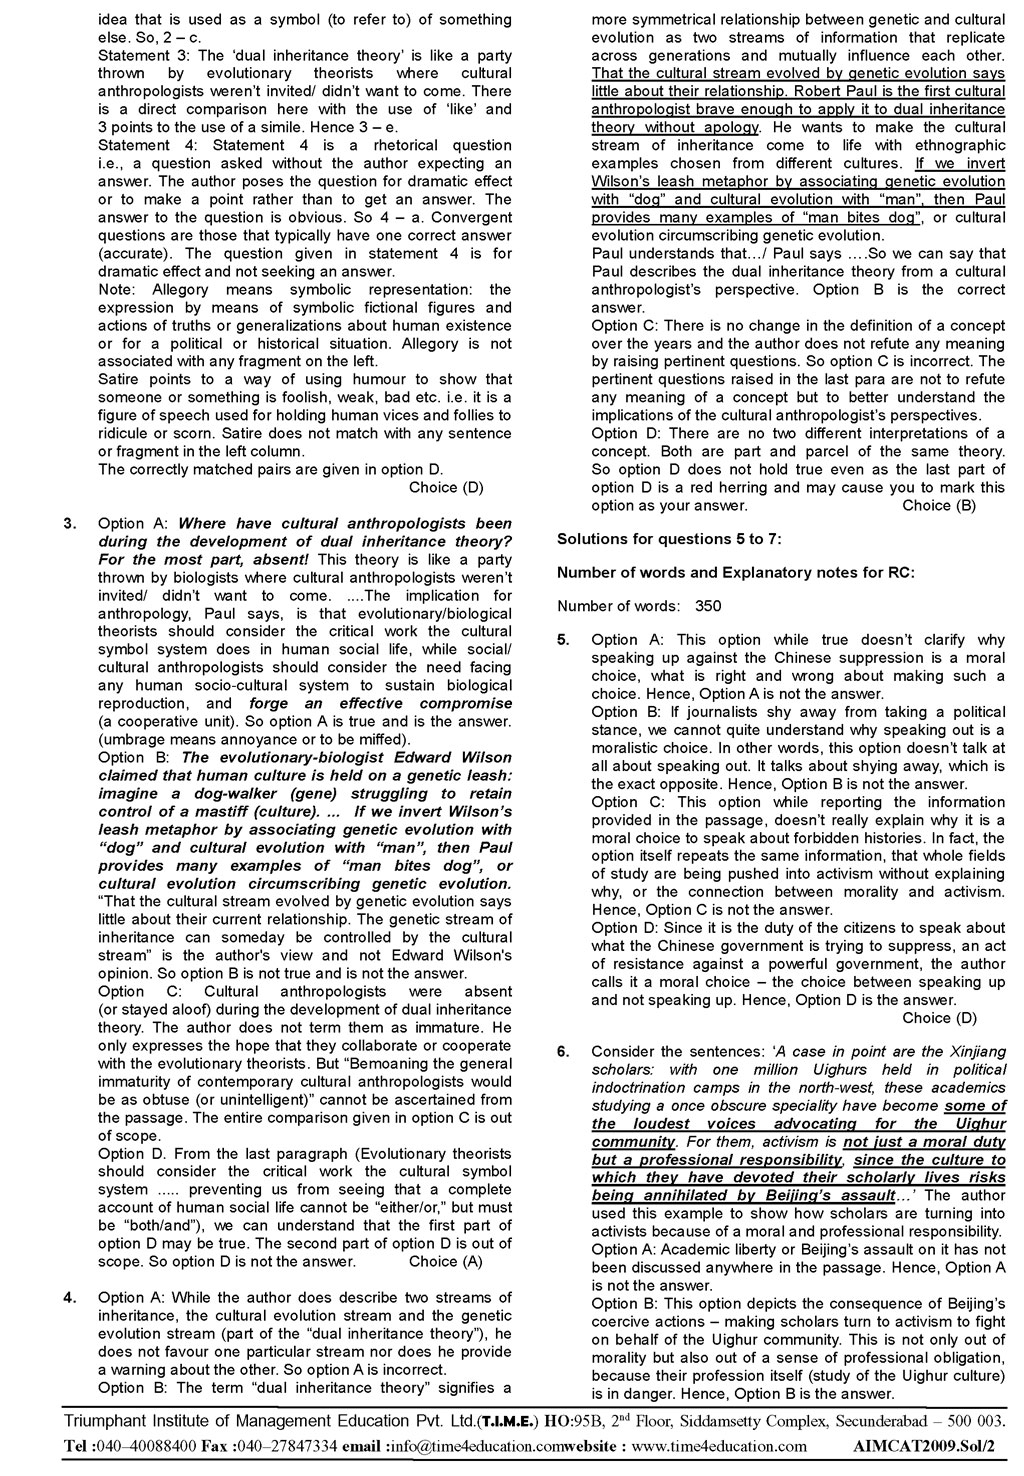 idea that is used as a symbol (to refer to) of something
else. So, 2 – c.
Statement 3: The ‘dual inheritance theory’ is like a party
thrown by evolutionary theorists where cultural
anthropologists weren’t invited/ didn’t want to come. There
is a direct comparison here with the use of ‘like’ and
3 points to the use of a simile. Hence 3 – e.
Statement 4: Statement 4 is a rhetorical question
i.e., a question asked without the author expecting an
answer. The author poses the question for dramatic effect
or to make a point rather than to get an answer. The
answer to the question is obvious. So 4 – a. Convergent
questions are those that typically have one correct answer
(accurate). The question given in statement 4 is for
dramatic effect and not seeking an answer.
Note: Allegory means symbolic representation: the
expression by means of symbolic fictional figures and
actions of truths or generalizations about human existence
or for a political or historical situation. Allegory is not
associated with any fragment on the left.
Satire points to a way of using humour to show that
someone or something is foolish, weak, bad etc. i.e. it is a
figure of speech used for holding human vices and follies to
ridicule or scorn. Satire does not match with any sentence
or fragment in the left column.
The correctly matched pairs are given in option D.
Choice (D)
3. Option A: Where have cultural anthropologists been
during the development of dual inheritance theory?
For the most part, absent! This theory is like a party
thrown by biologists where cultural anthropologists weren’t
invited/ didn’t want to come. ....The implication for
anthropology, Paul says, is that evolutionary/biological
theorists should consider the critical work the cultural
symbol system does in human social life, while social/
cultural anthropologists should consider the need facing
any human socio-cultural system to sustain biological
reproduction, and forge an effective compromise
(a cooperative unit). So option A is true and is the answer.
(umbrage means annoyance or to be miffed).
Option B: The evolutionary-biologist Edward Wilson
claimed that human culture is held on a genetic leash:
imagine a dog-walker (gene) struggling to retain
control of a mastiff (culture). ... If we invert Wilson’s
leash metaphor by associating genetic evolution with
“dog” and cultural evolution with “man”, then Paul
provides many examples of “man bites dog”, or
cultural evolution circumscribing genetic evolution.
“That the cultural stream evolved by genetic evolution says
little about their current relationship. The genetic stream of
inheritance can someday be controlled by the cultural
stream” is the author’s view and not Edward Wilson's
opinion. So option B is not true and is not the answer.
Option C: Cultural anthropologists were absent
(or stayed aloof) during the development of dual inheritance
theory. The author does not term them as immature. He
only expresses the hope that they collaborate or cooperate
with the evolutionary theorists. But “Bemoaning the general
immaturity of contemporary cultural anthropologists would
be as obtuse (or unintelligent)” cannot be ascertained from
the passage. The entire comparison given in option C is out
of scope.
Option D. From the last paragraph (Evolutionary theorists
should consider the critical work the cultural symbol
system ..... preventing us from seeing that a complete
account of human social life cannot be “either/or,” but must
be “both/and”), we can understand that the first part of
option D may be true. The second part of option D is out of
scope. So option D is not the answer. Choice (A)
4. Option A: While the author does describe two streams of
inheritance, the cultural evolution stream and the genetic
evolution stream (part of the “dual inheritance theory”), he
does not favour one particular stream nor does he provide
a warning about the other. So option A is incorrect.
Option B: The term “dual inheritance theory” signifies a
more symmetrical relationship between genetic and cultural
evolution as two streams of information that replicate
across generations and mutually influence each other.
That the cultural stream evolved by genetic evolution says
little about their relationship. Robert Paul is the first cultural
anthropologist brave enough to apply it to dual inheritance
theory without apology. He wants to make the cultural
stream of inheritance come to life with ethnographic
examples chosen from different cultures. If we invert
Wilson’s leash metaphor by associating genetic evolution
with “dog” and cultural evolution with “man”, then Paul
provides many examples of “man bites dog”, or cultural
evolution circumscribing genetic evolution.
Paul understands that.../ Paul says ....So we can say that
Paul describes the dual inheritance theory from a cultural
anthropologist’s perspective. Option B is the correct
answer.
Option C: There is no change in the definition of a concept
over the years and the author does not refute any meaning
by raising pertinent questions. So option C is incorrect. The
pertinent questions raised in the last para are not to refute
any meaning of a concept but to better understand the
implications of the cultural anthropologist’s perspectives.
Option D: There are no two different interpretations of a
concept. Both are part and parcel of the same theory.
So option D does not hold true even as the last part of
option D is a red herring and may cause you to mark this
option as your answer. Choice (B)
Solutions for questions 5 to 7:
Number of words and Explanatory notes for RC:
Number of words: 350
5. Option A: This option while true doesn’t clarify why
speaking up against the Chinese suppression is a moral
choice, what is right and wrong about making such a
choice. Hence, Option A is not the answer.
Option B: If journalists shy away from taking a political
stance, we cannot quite understand why speaking out is a
moralistic choice. In other words, this option doesn’t talk at
all about speaking out. It talks about shying away, which is
the exact opposite. Hence, Option B is not the answer.
Option C: This option while reporting the information
provided in the passage, doesn’t really explain why it is a
moral choice to speak about forbidden histories. In fact, the
option itself repeats the same information, that whole fields
of study are being pushed into activism without explaining
why, or the connection between morality and activism.
Hence, Option C is not the answer.
Option D: Since it is the duty of the citizens to speak about
what the Chinese government is trying to suppress, an act
of resistance against a powerful government, the author
calls it a moral choice – the choice between speaking up
and not speaking up. Hence, Option D is the answer.
Choice (D)
6. Consider the sentences: ‘A case in point are the Xinjiang
scholars: with one million Uighurs held in political
indoctrination camps in the north-west, these academics
studying a once obscure speciality have become some of
the loudest voices advocating for the Uighur
community. For them, activism is not just a moral duty
but a professional responsibility, since the culture to
which they have devoted their scholarly lives risks
being annihilated by Beijing’s assault...’ The author
used this example to show how scholars are turning into
activists because of a moral and professional responsibility.
Option A: Academic liberty or Beijing’s assault on it has not
been discussed anywhere in the passage. Hence, Option A
is not the answer.
Option B: This option depicts the consequence of Beijing’s
coercive actions – making scholars turn to activism to fight
on behalf of the Uighur community. This is not only out of
morality but also out of a sense of professional obligation,
because their profession itself (study of the Uighur culture)
is in danger. Hence, Option B is the answer.
Triumphant Institute of Management Education Pvt. Ltd.(T.I.M.E.) HO:95B, 2nd Floor, Siddamsetty Complex, Secunderabad – 500 003.
Tel :040–40088400 Fax :040–27847334 email :info@time4education.comwebsite : www.time4education.com AIMCAT2009.Sol/2